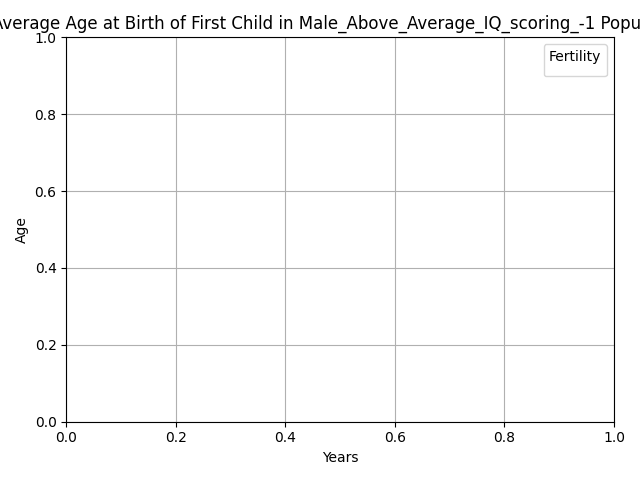 Average Age at Birth of First Child in Male_Above_Average_IQ_scoring_-1 Popu
Fertility
1.0
0.8
0.6
0.4
0.2
0.0
Age
0.0 0.2 0.4 0.6 0.8 1.0
Years